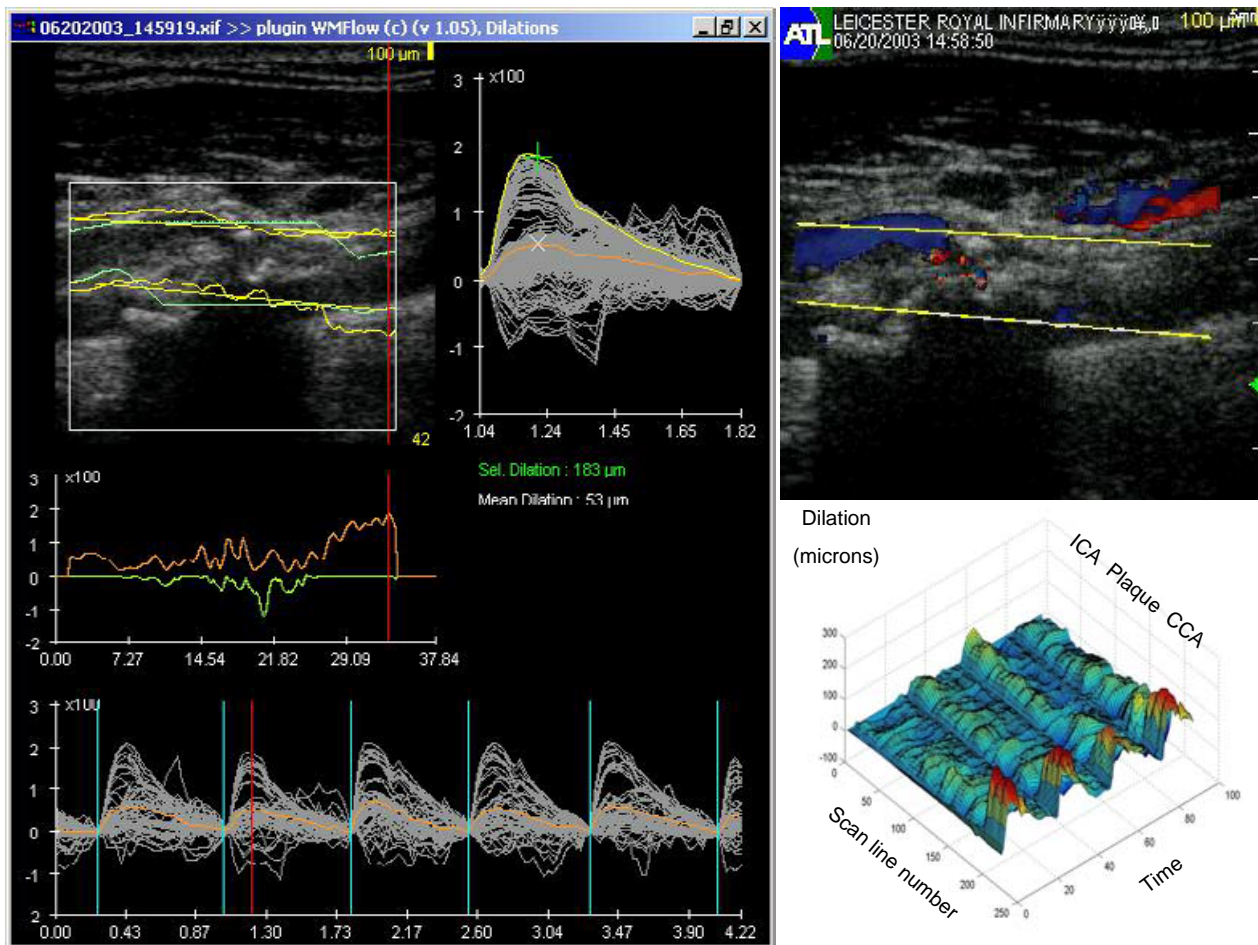 06202003_145919.xif >> plugin WMFlow (c) (v 1.05), Dilations
100 µm
42
3 x100
2
1
0
-1
-2
1.04 1.24 1.45 1.65 1.82
Sel. Dilation : 183 µm
Mean Dilation : 53 µm
3 x100
2
1
0
-1
-2
0.00 7.27 14.54 21.82 29.09 37.84
3 x100
2
1
0
-1
2
0.00 0.43 0.87 1.30 1.73 2.17 2.60 3.04 3.47 3.90 4.22
ATL
LEICESTER ROYAL INFIRMARYÿÿÿ
100 µm
06/20/2003 14:58:50
Dilation
(microns)
ICA Plaque CCA
300
200
100
0
-100
0 50 100 150 200 250
Scan line number
0 20 40 60 80 100
Time